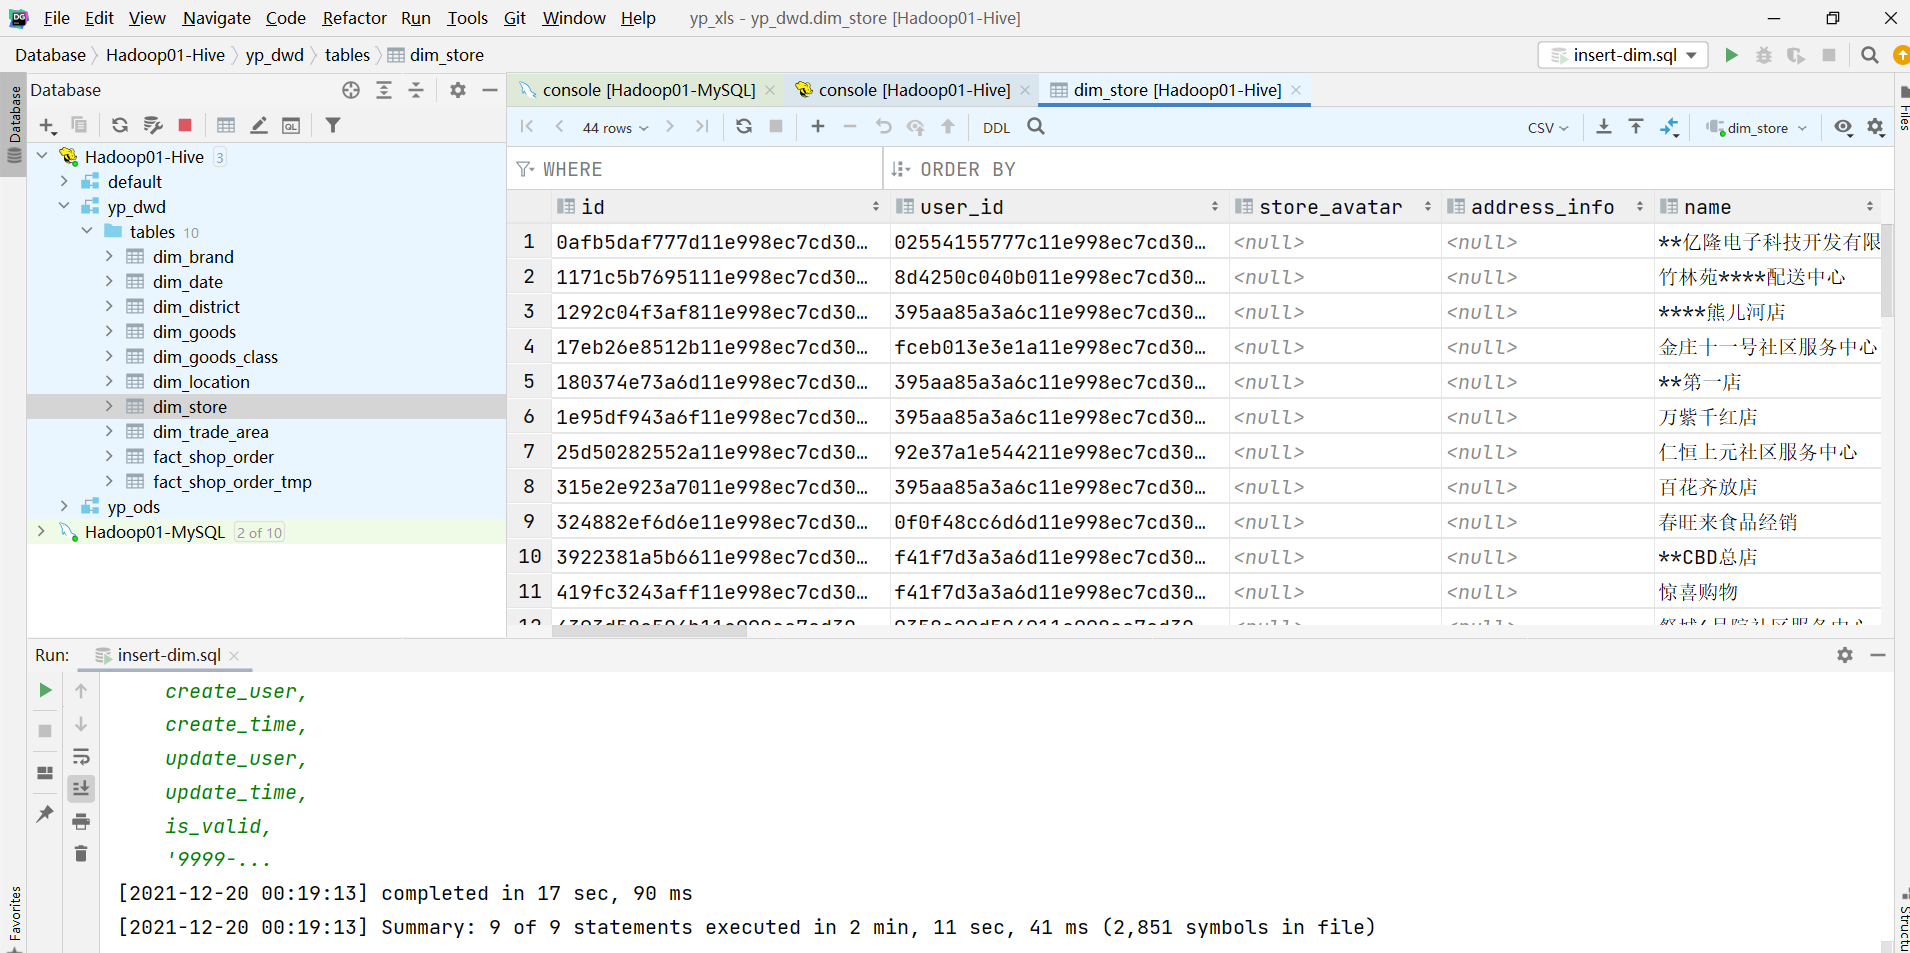 File Edit View Navigate Code Refactor Run Tools Git Window Help yp_xls - yp_dwd.dim_store [Hadoop01-Hive]
Database Hadoop01-Hive yp_dwd tables dim_store insert-dim.sql
Database
console [Hadoop01-MySQL] console [Hadoop01-Hive] dim_store [Hadoop01-Hive]
44 rows DDL CSV dim_store
WHERE ORDER BY
Database
Files
Hadoop01-Hive 3
default
yp_dwd
tables 10
dim_brand
dim_date
dim_district
dim_goods
dim_goods_class
dim_location
dim_store
dim_trade_area
fact_shop_order
fact_shop_order_tmp
yp_ods
Hadoop01-MySQL 2 of 10
id user_id store_avatar address_info name
1 0afb5daf777d11e998ec7cd30… 02554155777c11e998ec7cd30… <null> <null> **亿隆电子科技开发有限
2 1171c5b7695111e998ec7cd30… 8d4250c040b011e998ec7cd30… <null> <null> 竹林苑****配送中心
3 1292c04f3af811e998ec7cd30… 395aa85a3a6c11e998ec7cd30… <null> <null> ****熊儿河店
4 17eb26e8512b11e998ec7cd30… fceb013e3e1a11e998ec7cd30… <null> <null> 金庄十一号社区服务中心
5 180374e73a6d11e998ec7cd30… 395aa85a3a6c11e998ec7cd30… <null> <null> **第一店
6 1e95df943a6f11e998ec7cd30… 395aa85a3a6c11e998ec7cd30… <null> <null> 万紫千红店
7 25d50282552a11e998ec7cd30… 92e37a1e544211e998ec7cd30… <null> <null> 仁恒上元社区服务中心
8 315e2e923a7011e998ec7cd30… 395aa85a3a6c11e998ec7cd30… <null> <null> 百花齐放店
9 324882ef6d6e11e998ec7cd30… 0f0f48cc6d6d11e998ec7cd30… <null> <null> 春旺来食品经销
10 3922381a5b6611e998ec7cd30… f41f7d3a3a6d11e998ec7cd30… <null> <null> **CBD总店
11 419fc3243aff11e998ec7cd30… f41f7d3a3a6d11e998ec7cd30… <null> <null> 惊喜购物
Run: insert-dim.sql
create_user,
create_time,
update_user,
update_time,
is_valid,
'9999-...
[2021-12-20 00:19:13] completed in 17 sec, 90 ms
[2021-12-20 00:19:13] Summary: 9 of 9 statements executed in 2 min, 11 sec, 41 ms (2,851 symbols in file)
Favorites
Structu